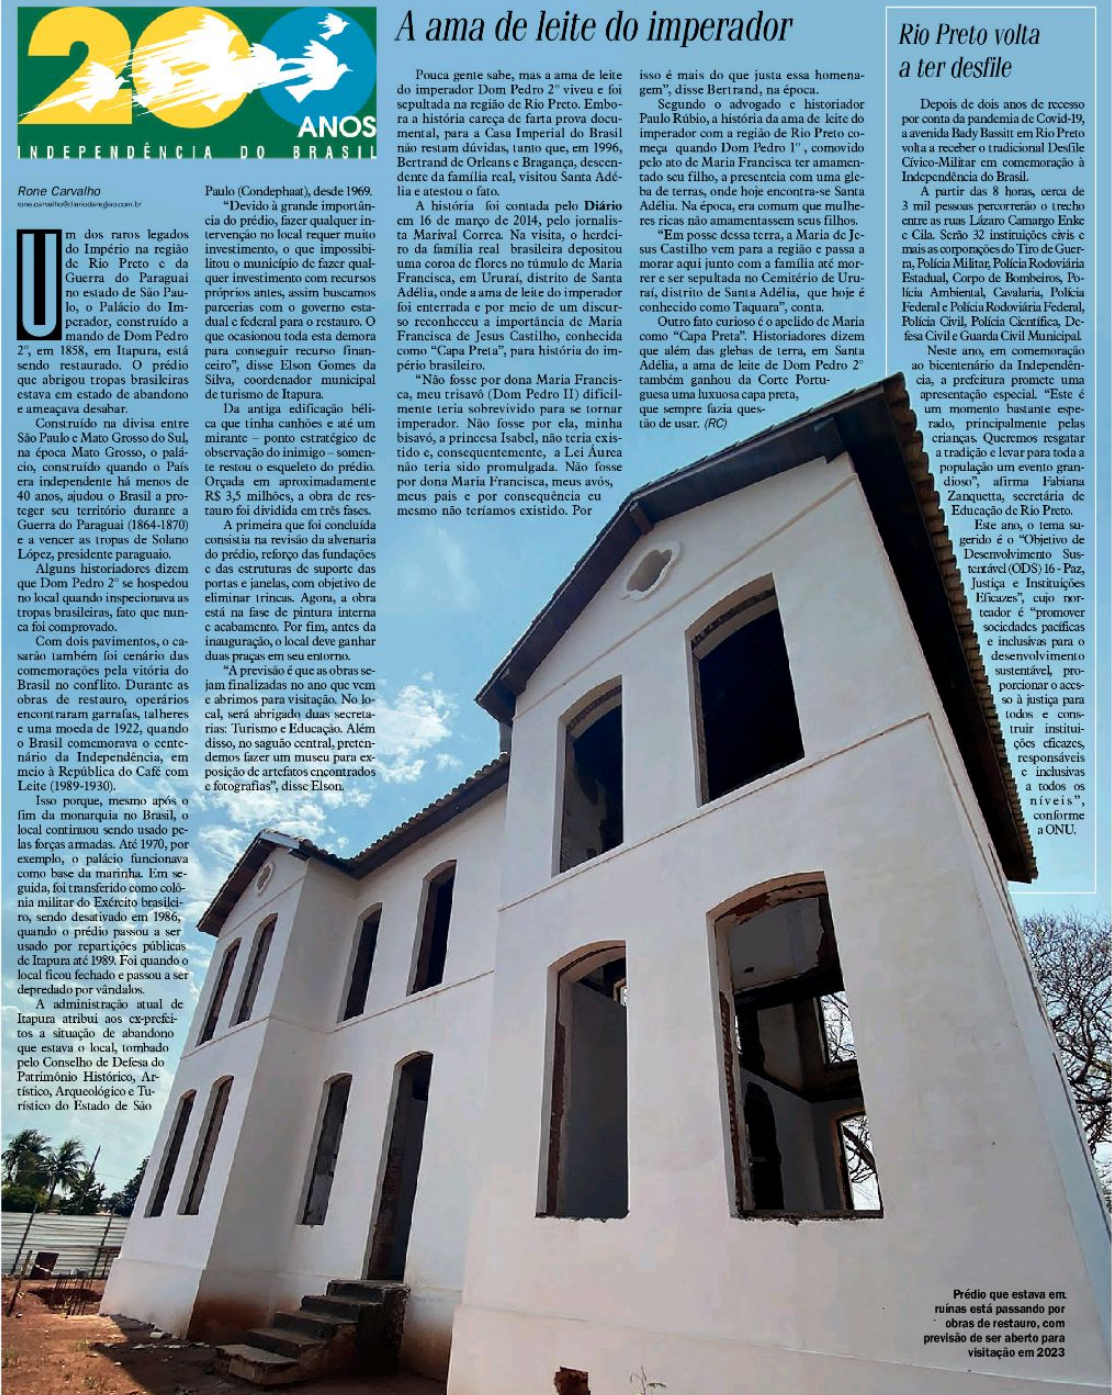 200
ANOS
INDEPENDÊNCIA DO BRASIL
Rone Carvalho
rone.carvalho@diariodaregiao.com.br
Um dos raros legados
do Império na região
de Rio Preto e da
Guerra do Paraguai
no estado de São Pau-
lo, o Palácio do Im-
perador, construído a
mando de Dom Pedro
2º, em 1858, em Itapura, está
sendo restaurado. O prédio
que abrigou tropas brasileiras
estava em estado de abandono
e ameaçava desabar.
Construído na divisa entre
São Paulo e Mato Grosso do Sul,
na época Mato Grosso, o palá-
cio, construído quando o País
era independente há menos de
40 anos, ajudou o Brasil a pro-
teger seu território durante a
Guerra do Paraguai (1864-1870)
e a vencer as tropas de Solano
López, presidente paraguaio.
Alguns historiadores dizem
que Dom Pedro 2º se hospedou
no local quando inspecionava as
tropas brasileiras, fato que nun-
ca foi comprovado.
Com dois pavimentos, o ca-
sarão também foi cenário das
comemorações pela vitória do
Brasil no conflito. Durante as
obras de restauro, operários
encontraram garrafas, talheres
e uma moeda de 1922, quando
o Brasil comemorava o cente-
nário da Independência, em
meio à República do Café com
Leite (1989-1930).
Isso porque, mesmo após o
fim da monarquia no Brasil, o
local continuou sendo usado pe-
las forças armadas. Até 1970, por
exemplo, o palácio funcionava
como base da marinha. Em se-
guida, foi transferido como colô-
nia militar do Exército brasilei-
ro, sendo desativado em 1986,
quando o prédio passou a ser
usado por repartições públicas
de Itapura até 1989. Foi quando o
local ficou fechado e passou a ser
depredado por vândalos.
A administração atual de
Itapura atribui aos ex-prefei-
tos a situação de abandono
que estava o local, tombado
pelo Conselho de Defesa do
Patrimônio Histórico, Ar-
tístico, Arqueológico e Tu-
rístico do Estado de São
Paulo (Condephaat), desde 1969.
“Devido à grande importân-
cia do prédio, fazer qualquer in-
tervenção no local requer muito
investimento, o que impossibi-
litou o município de fazer qual-
quer investimento com recursos
próprios antes, assim buscamos
parcerias com o governo esta-
dual e federal para o restauro. O
que ocasionou toda esta demora
para conseguir recurso finan-
ceiro”, disse Elson Gomes da
Silva, coordenador municipal
de turismo de Itapura.
Da antiga edificação béli-
ca que tinha canhões e até um
mirante – ponto estratégico de
observação do inimigo – somen-
te restou o esqueleto do prédio.
Orçada em aproximadamente
R$ 3,5 milhões, a obra de res-
tauro foi dividida em três fases.
A primeira que foi concluída
consistia na revisão da alvenaria
do prédio, reforço das fundações
e das estruturas de suporte das
portas e janelas, com objetivo de
eliminar trincas. Agora, a obra
está na fase de pintura interna
e acabamento. Por fim, antes da
inauguração, o local deve ganhar
duas praças em seu entorno.
“A previsão é que as obras se-
jam finalizadas no ano que vem
e abrimos para visitação. No lo-
cal, será abrigado duas secreta-
rias: Turismo e Educação. Além
disso, no saguão central, preten-
demos fazer um museu para ex-
posição de artefatos encontrados
e fotografias”, disse Elson.
A ama de leite do imperador
Pouca gente sabe, mas a ama de leite
do imperador Dom Pedro 2º viveu e foi
sepultada na região de Rio Preto. Embo-
ra a história careça de farta prova docu-
mental, para a Casa Imperial do Brasil
não restam dúvidas, tanto que, em 1996,
Bertrand de Orleans e Bragança, descen-
dente da família real, visitou Santa Adé-
lia e atestou o fato.
A história foi contada pelo Diário
em 16 de março de 2014, pelo jornalis-
ta Marival Correa. Na visita, o herdei-
ro da família real brasileira depositou
uma coroa de flores no túmulo de Maria
Francisca, em Ururaí, distrito de Santa
Adélia, onde a ama de leite do imperador
foi enterrada e por meio de um discur-
so reconheceu a importância de Maria
Francisca de Jesus Castilho, conhecida
como “Capa Preta”, para história do im-
pério brasileiro.
“Não fosse por dona Maria Francis-
ca, meu trisavô (Dom Pedro II) dificil-
mente teria sobrevivido para se tornar
imperador. Não fosse por ela, minha
bisavó, a princesa Isabel, não teria exis-
tido e, consequentemente, a Lei Áurea
não teria sido promulgada. Não fosse
por dona Maria Francisca, meus avós,
meus pais e por consequência eu
mesmo não teríamos existido. Por
isso é mais do que justa essa homena-
gem”, disse Bertrand, na época.
Segundo o advogado e historiador
Paulo Rúbio, a história da ama de leite do
imperador com a região de Rio Preto co-
meça quando Dom Pedro 1º , comovido
pelo ato de Maria Francisca ter amamen-
tado seu filho, a presenteia com uma gle-
ba de terras, onde hoje encontra-se Santa
Adélia. Na época, era comum que mulhe-
res ricas não amamentassem seus filhos.
“Em posse dessa terra, a Maria de Je-
sus Castilho vem para a região e passa a
morar aqui junto com a família até mor-
rer e ser sepultada no Cemitério de Uru-
raí, distrito de Santa Adélia, que hoje é
conhecido como Taquara”, conta.
Outro fato curioso é o apelido de Maria
como “Capa Preta”. Historiadores dizem
que além das glebas de terra, em Santa
Adélia, a ama de leite de Dom Pedro 2º
também ganhou da Corte Portu-
guesa uma luxuosa capa preta,
que sempre fazia ques-
tão de usar. (RC)
Rio Preto volta
a ter desfile
Depois de dois anos de recesso
por conta da pandemia de Covid-19,
a avenida Bady Bassitt em Rio Preto
volta a receber o tradicional Desfile
Cívico-Militar em comemoração à
Independência do Brasil.
A partir das 8 horas, cerca de
3 mil pessoas percorrerão o trecho
entre as ruas Lázaro Camargo Enke
e Cila. Serão 32 instituições civis e
mais as corporações do Tiro de Guer-
ra, Polícia Militar, Polícia Rodoviária
Estadual, Corpo de Bombeiros, Po-
lícia Ambiental, Cavalaria, Polícia
Federal e Polícia Rodoviária Federal,
Polícia Civil, Polícia Científica, De-
fesa Civil e Guarda Civil Municipal.
Neste ano, em comemoração
ao bicentenário da Independên-
cia, a prefeitura promete uma
apresentação especial. “Este é
um momento bastante espe-
rado, principalmente pelas
crianças. Queremos resgatar
a tradição e levar para toda a
população um evento gran-
dioso”, afirma Fabiana
Zanquetta, secretária de
Educação de Rio Preto.
Este ano, o tema su-
gerido é o “Objetivo de
Desenvolvimento Sus-
tentável (ODS) 16 - Paz,
Justiça e Instituições
Eficazes”, cujo nor-
teador é “promover
sociedades pacíficas
e inclusivas para o
desenvolvimento
sustentável, pro-
porcionar o aces-
so à justiça para
todos e cons-
truir institui-
ções eficazes,
responsáveis
e inclusivas
a todos os
níveis”,
conforme
a ONU.
Prédio que estava em
ruínas está passando por
obras de restauro, com
previsão de ser aberto para
visitação em 2023